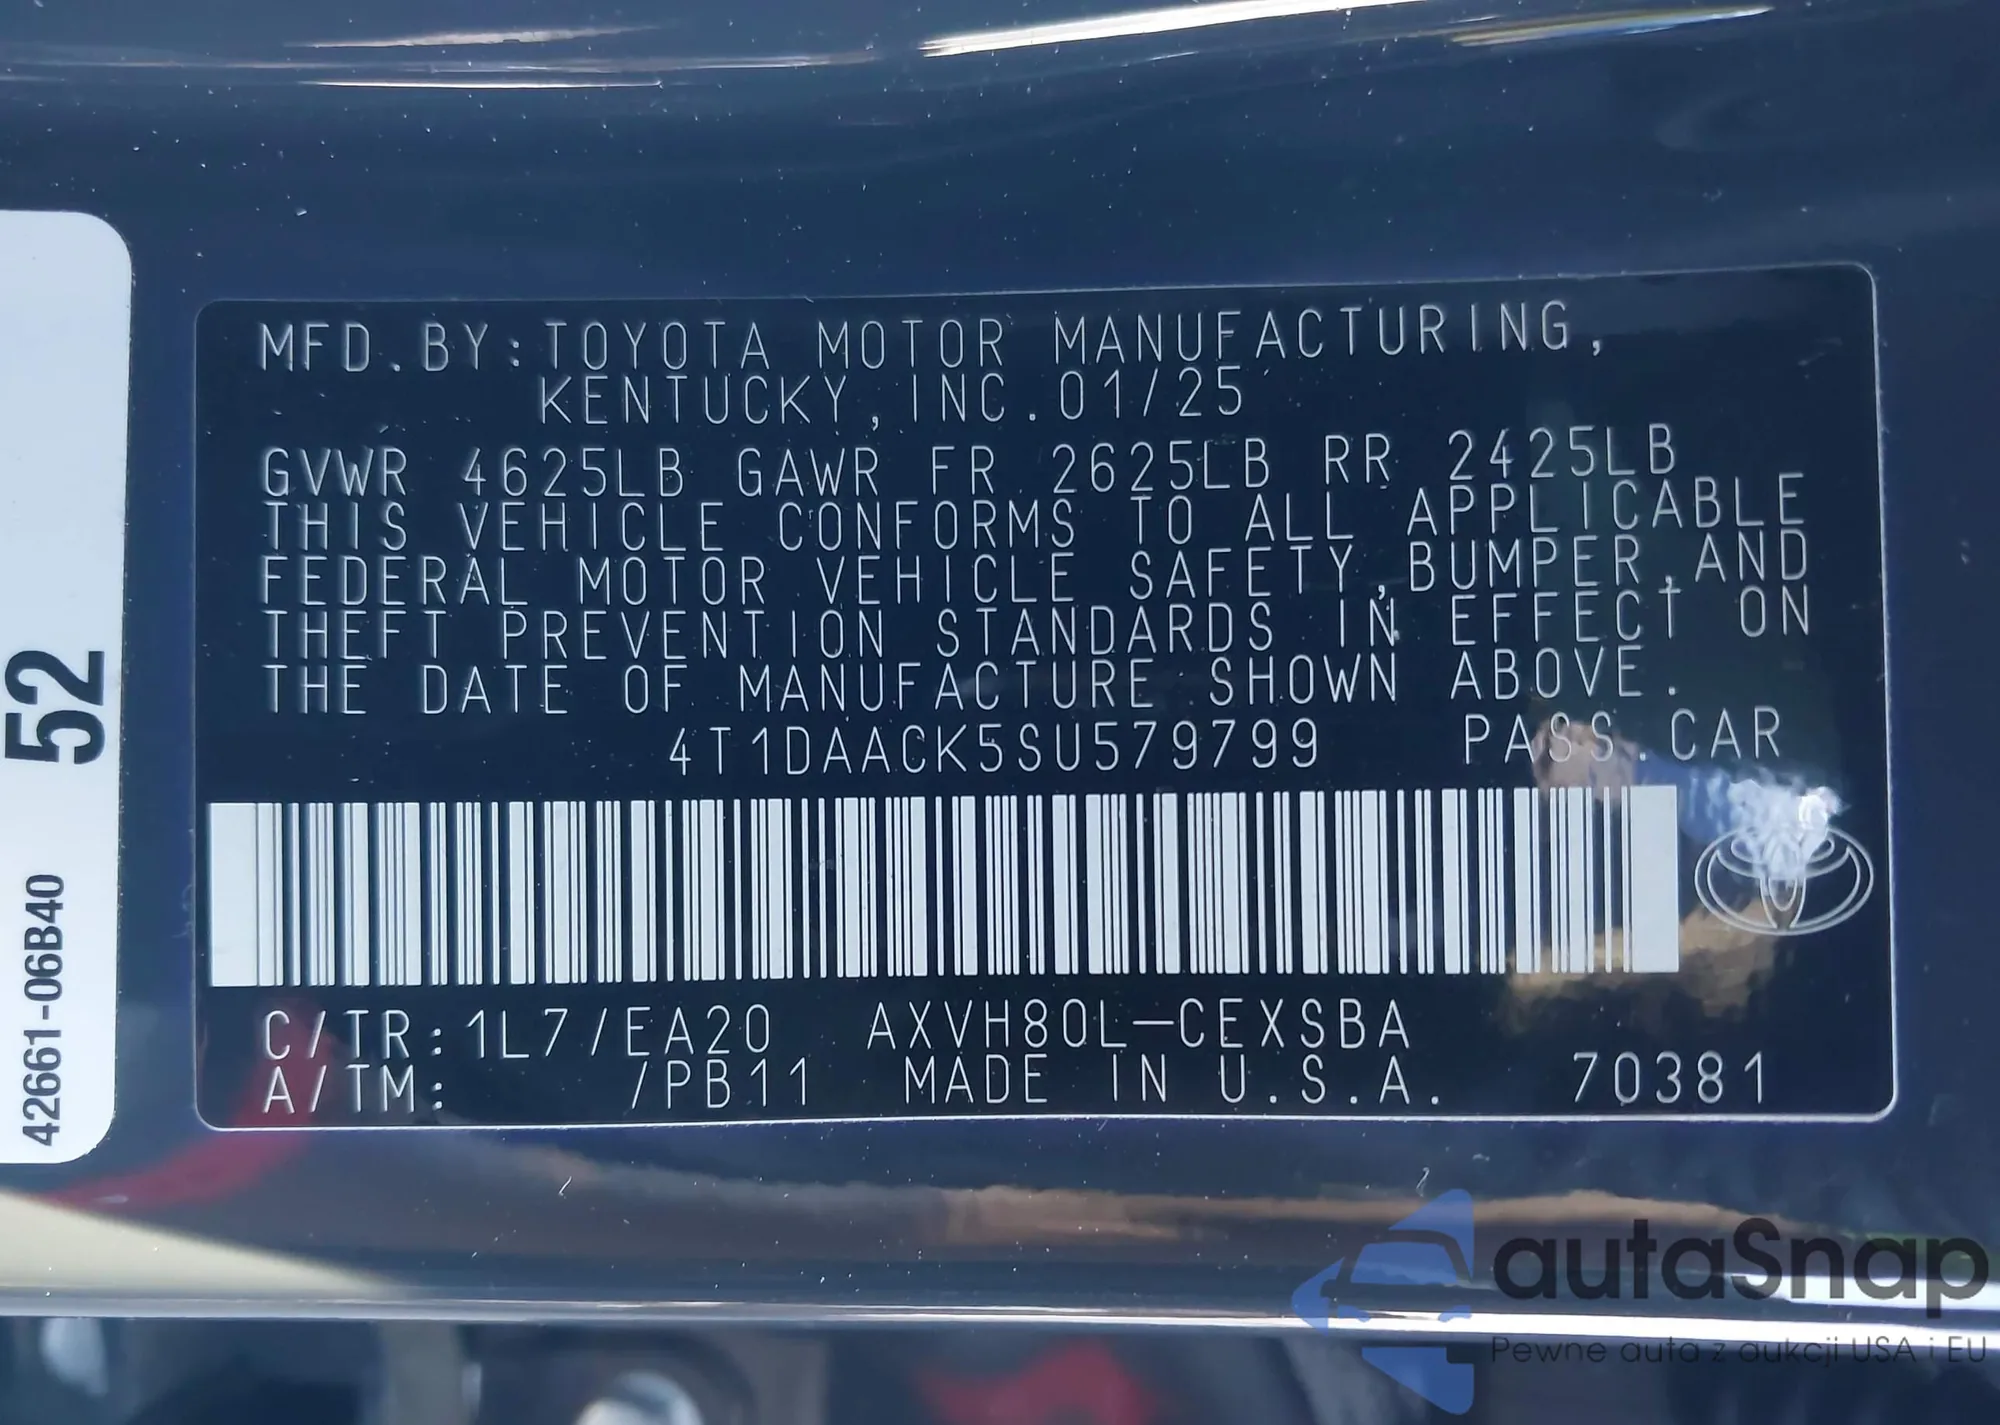 MFD.BY:TOYOTA MOTOR MANUFACTURING,
KENTUCKY,INC.01/25
GVWR 4625LB GAWR FR 2625LB RR 2425LB
THIS VEHICLE CONFORMS TO ALL APPLICABLE
FEDERAL MOTOR VEHICLE SAFETY,BUMPER,AND
THEFT PREVENTION STANDARDS IN EFFECT ON
THE DATE OF MANUFACTURE SHOWN ABOVE.
4T1DAACK5SU579799 PASS.CAR
C/TR:1L7/EA20 AXVH80L-CEXSBA
A/TM: /PB11 MADE IN U.S.A. 70381
52
42661-06B40
autaSnap
Pewne auta z aukcji USA i EU